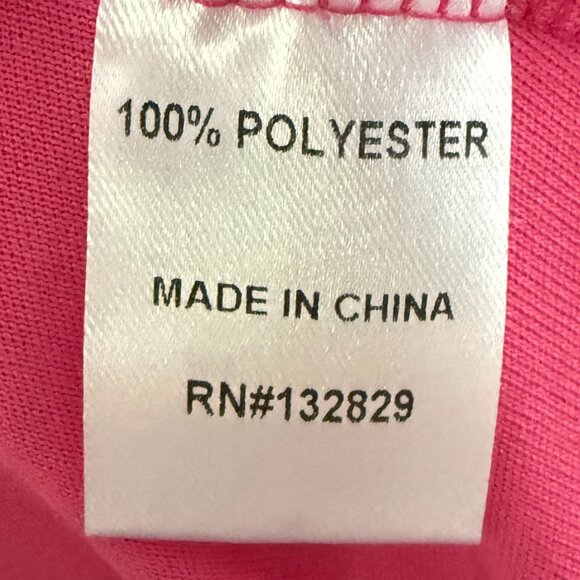 100% POLYESTER
MADE IN CHINA
RN#132829